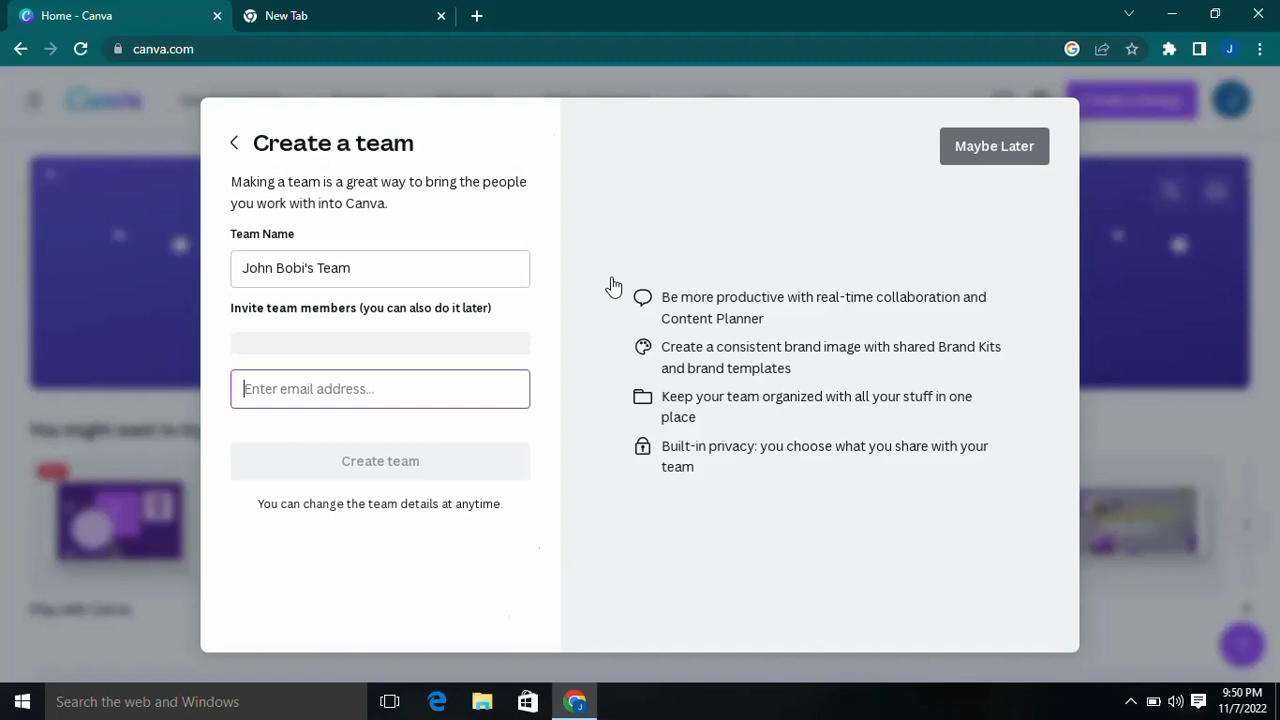 Home - Canva
New Tab
canva.com
J
Create a team
Making a team is a great way to bring the people
you work with into Canva.
Team Name
John Bobi's Team
Invite team members (you can also do it later)
Enter email address...
Create team
You can change the team details at anytime.
Maybe Later
Be more productive with real-time collaboration and
Content Planner
Create a consistent brand image with shared Brand Kits
and brand templates
Keep your team organized with all your stuff in one
place
Built-in privacy: you choose what you share with your
team
Search the web and Windows
9:50 PM
11/7/2022